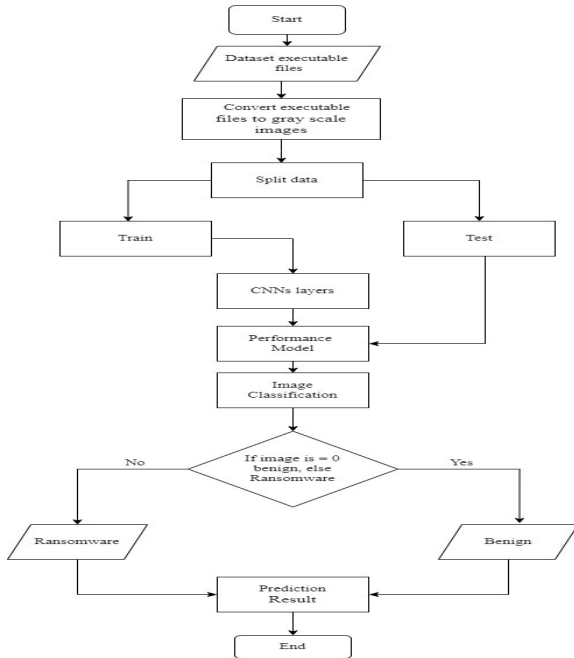 Start
Dataset executable
files
Convert executable
files to gray scale
images
Split data
Train
Test
CNNs layers
Performance
Model
Image
Classification
If image is = 0
benign, else
Ransomware
No
Yes
Ransomware
Benign
Prediction
Result
End